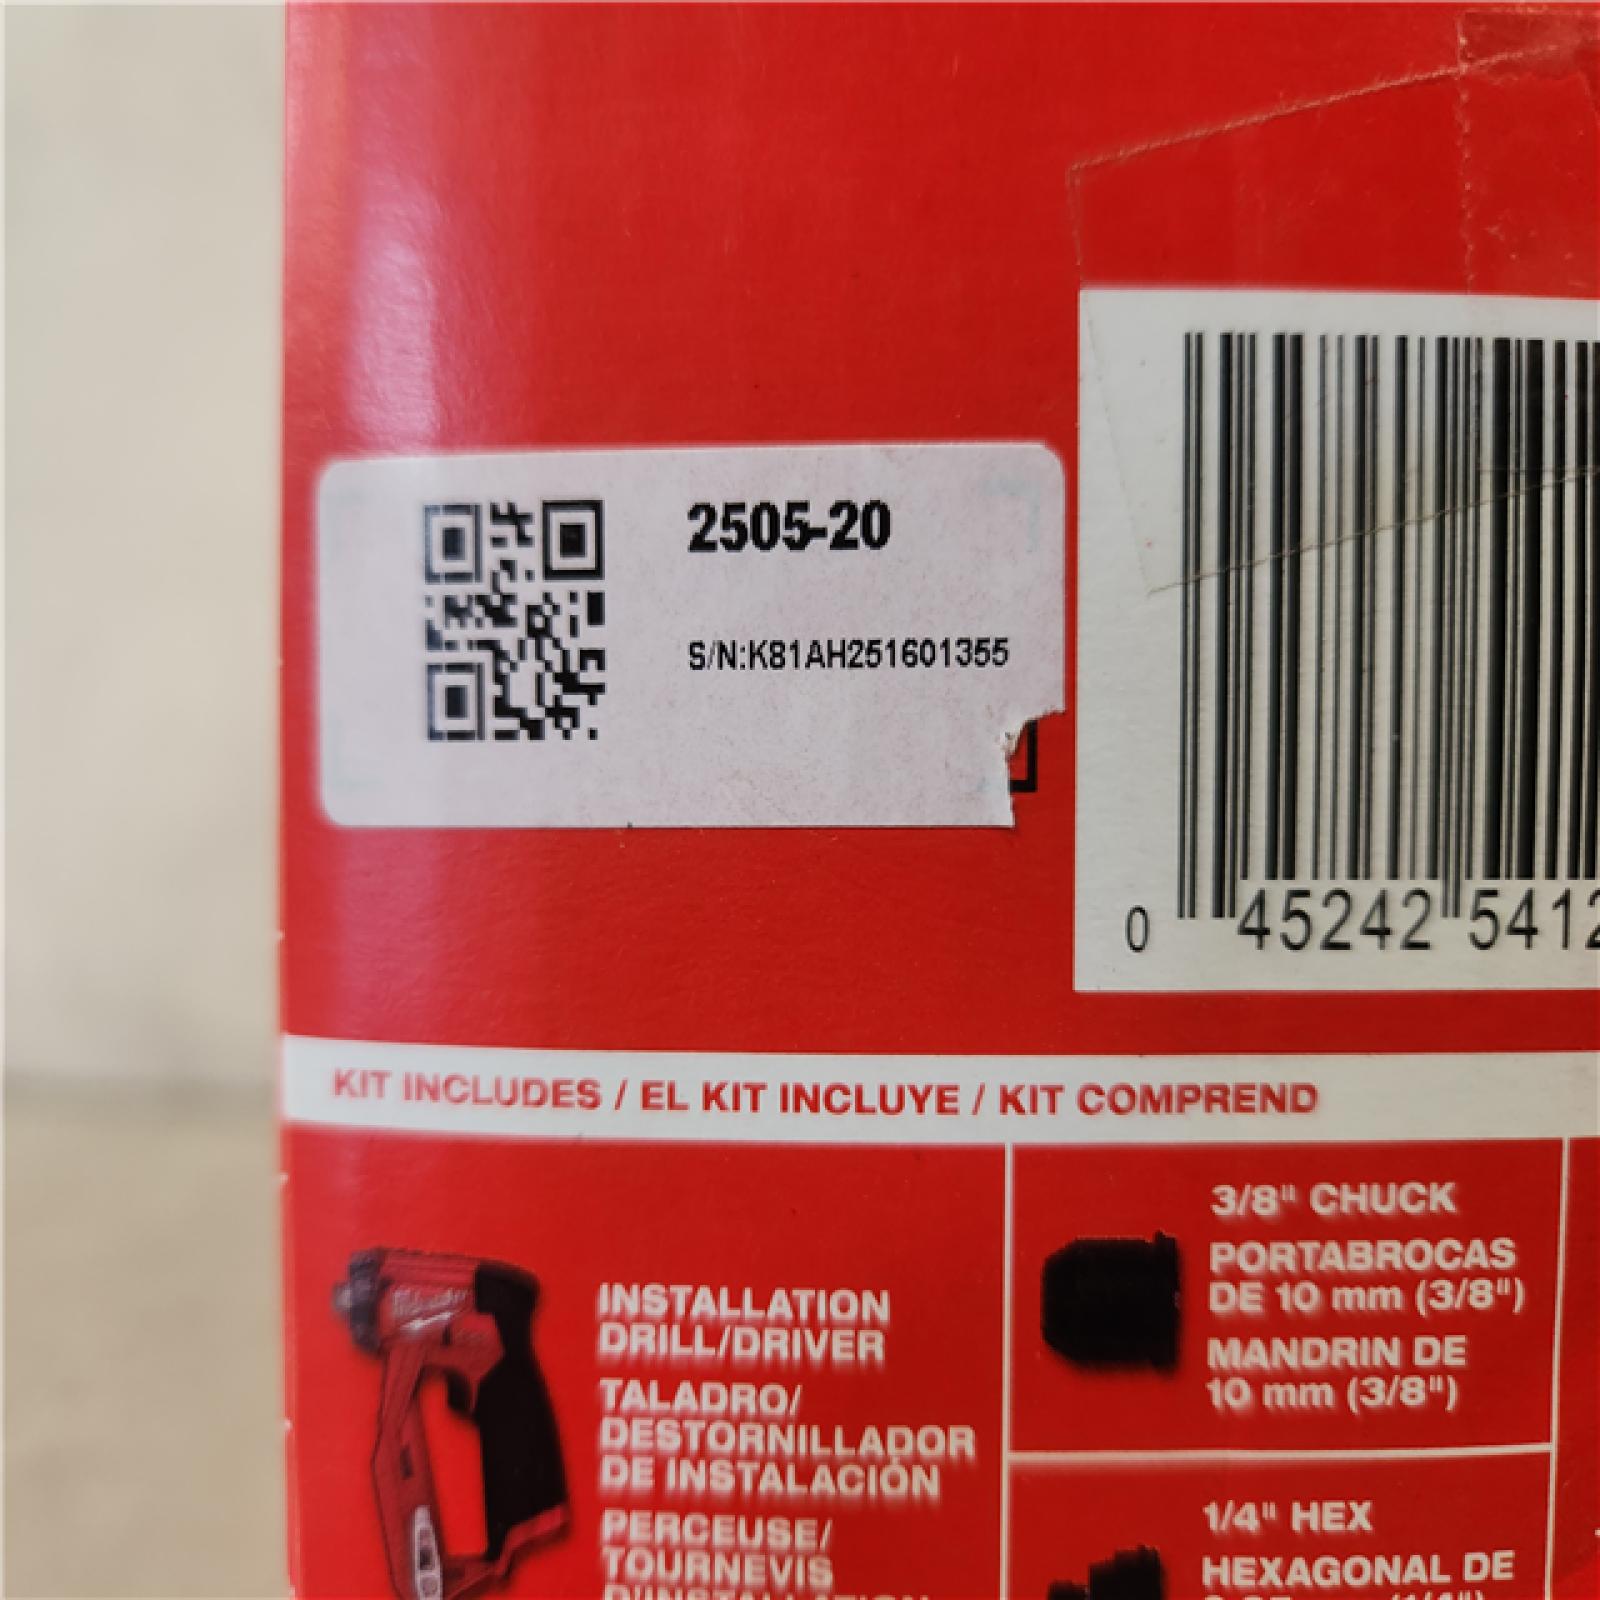 2505-20
S/N:K81AH251601355
0 45242 5412
KIT INCLUDES / EL KIT INCLUYE / KIT COMPREND
INSTALLATION
DRILL/DRIVER
TALADRO/
DESTORNILLADOR
DE INSTALACIÓN
PERCEUSE/
TOURNEVIS
D'INSTALLATION
3/8" CHUCK
PORTABROCAS
DE 10 mm (3/8")
MANDRIN DE
10 mm (3/8")
1/4" HEX
HEXAGONAL DE